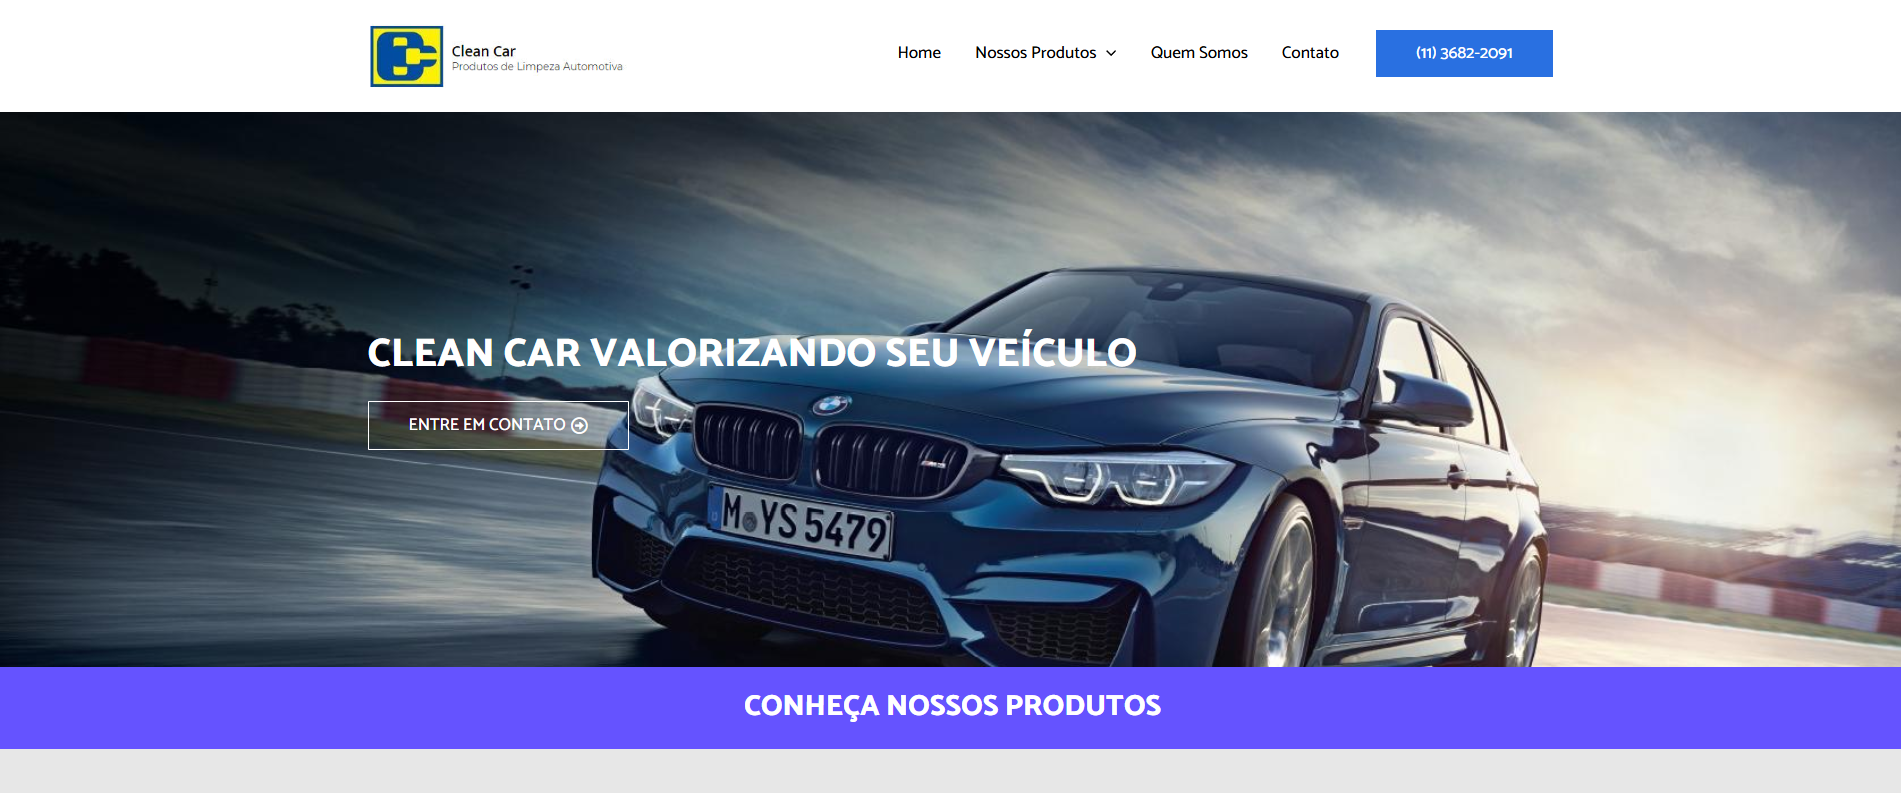 Clean Car
Produtos de Limpeza Automotiva
Home
Nossos Produtos
Quem Somos
Contato
(11) 3682-2091
CLEAN CAR VALORIZANDO SEU VEÍCULO
ENTRE EM CONTATO
M YS 5479
CONHEÇA NOSSOS PRODUTOS